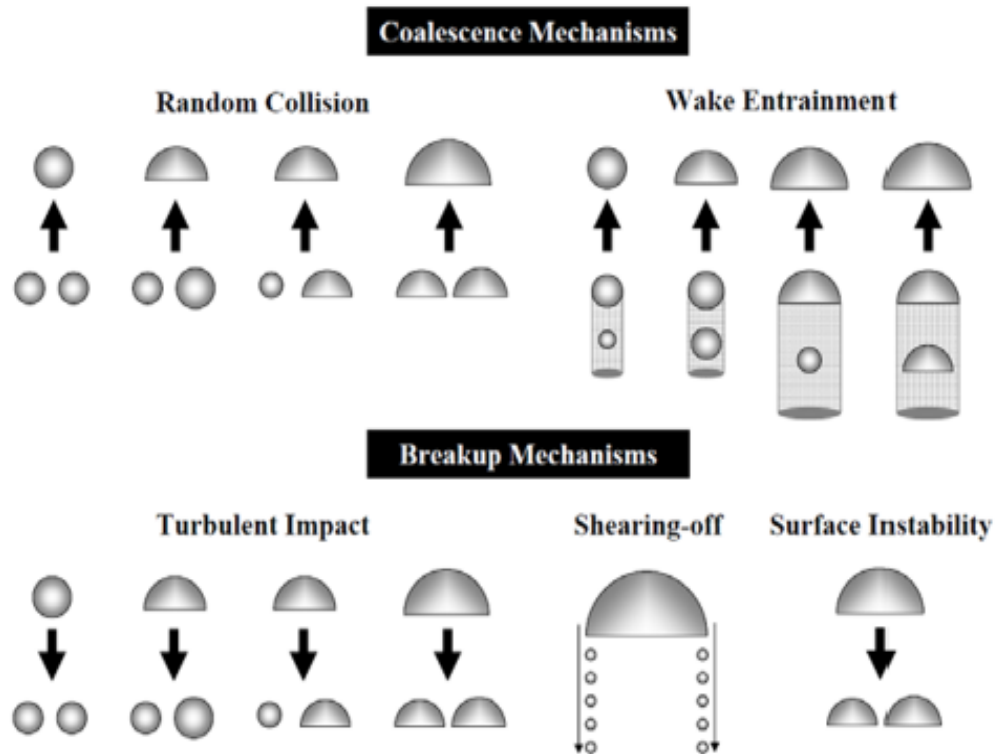 Coalescence Mechanisms
Random Collision
Wake Entrainment
Breakup Mechanisms
Turbulent Impact
Shearing-off
Surface Instability